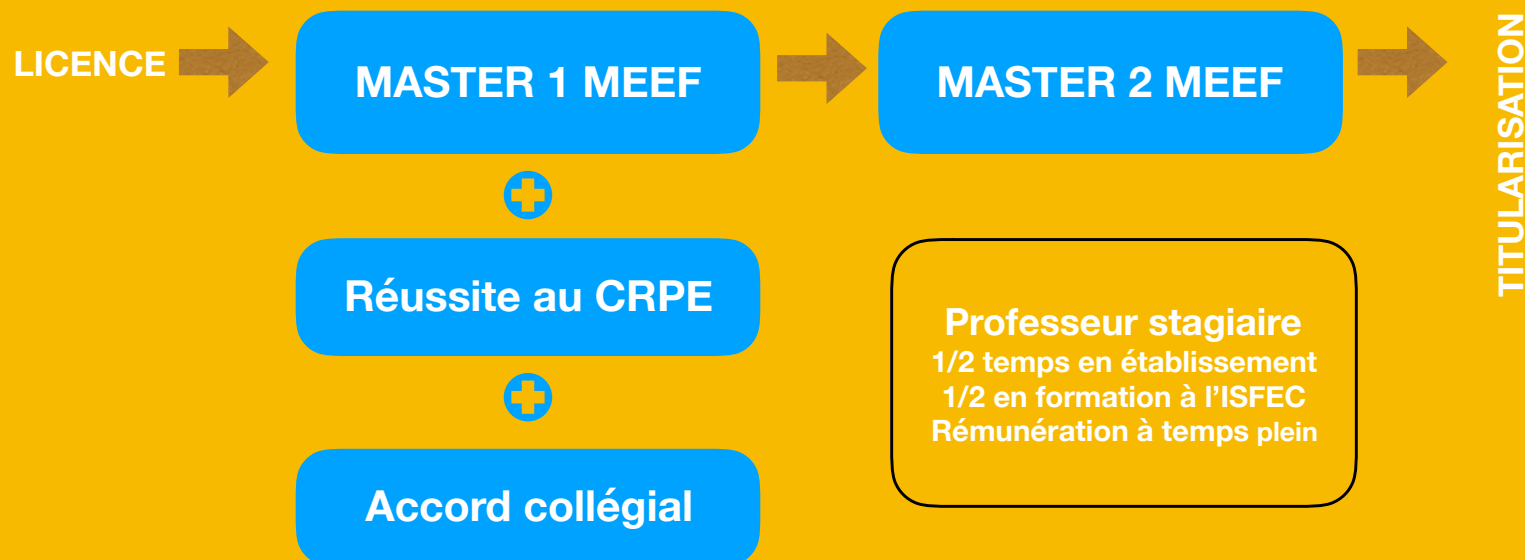 LICENCE
MASTER 1 MEEF
MASTER 2 MEEF
TITULARISATION
Réussite au CRPE
Accord collégial
Professeur stagiaire
1/2 temps en établissement
1/2 en formation à l'ISFEC
Rémunération à temps plein